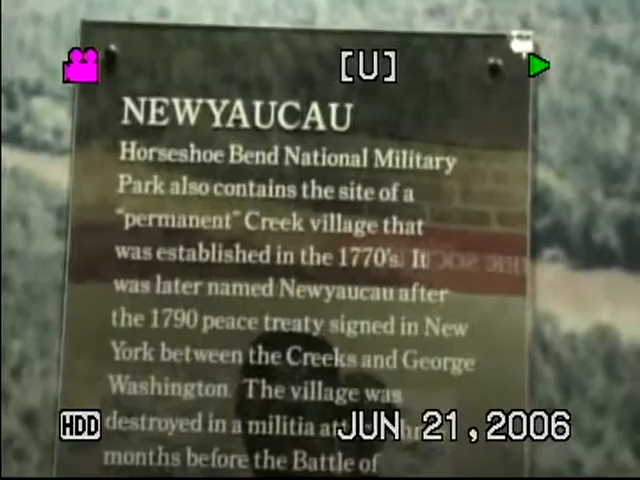 [U]
NEWYAUCAU
Horseshoe Bend National Military
Park also contains the site of a
"permanent" Creek village that
was established in the 1770's. It
was later named Newyaucau after
the 1790 peace treaty signed in New
York between the Creeks and George
Washington. The village was
destroyed in a militia
months before the Battle of
HDD
JUN 21, 2006